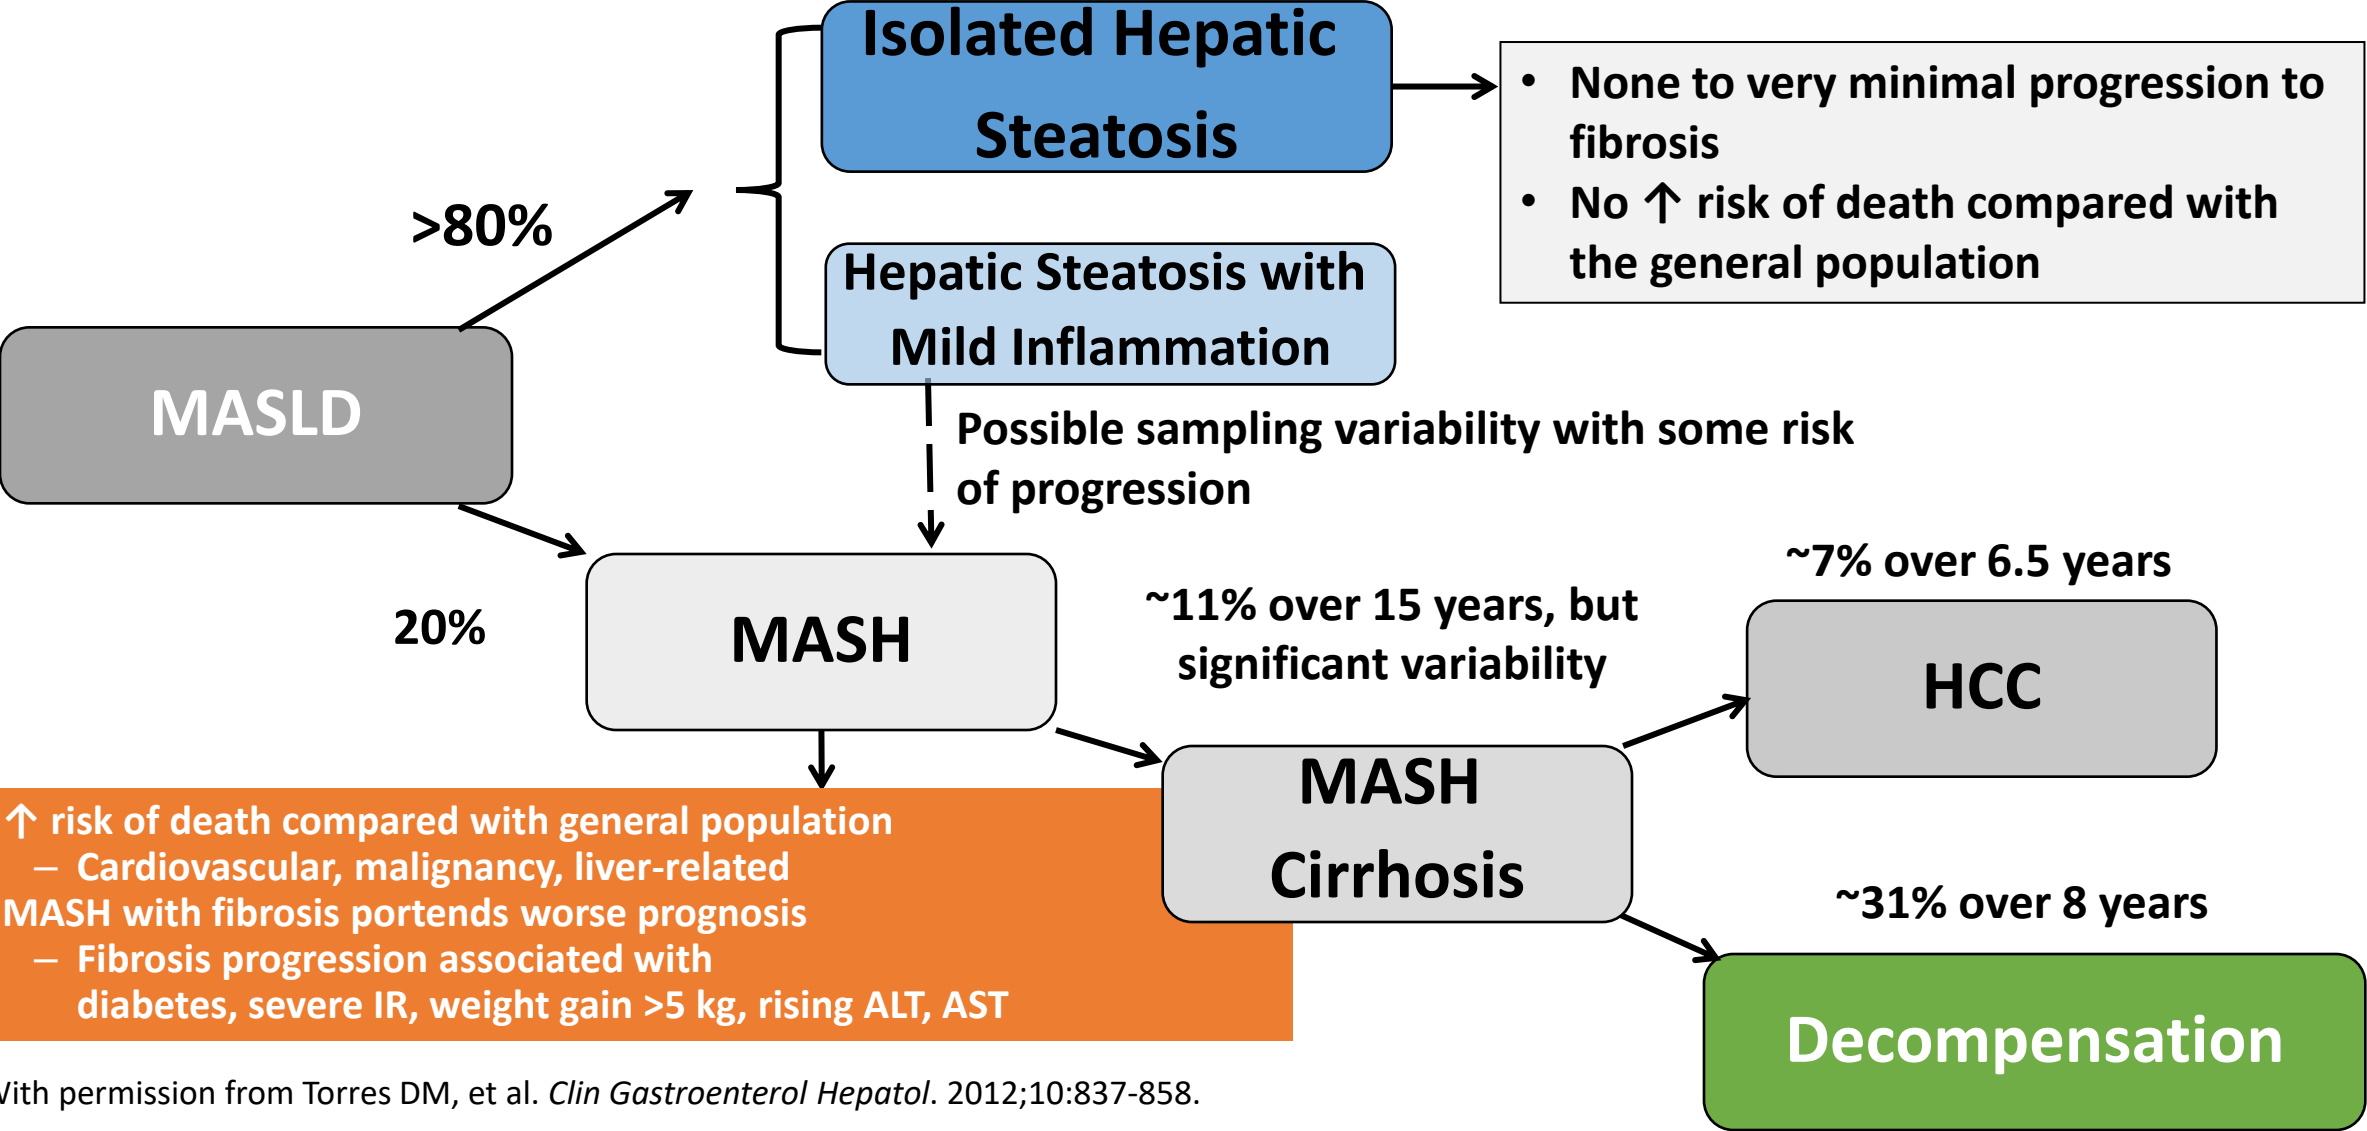 Isolated Hepatic
Steatosis
• None to very minimal progression to
fibrosis
• No ↑ risk of death compared with
the general population
>80%
Hepatic Steatosis with
Mild Inflammation
MASLD
Possible sampling variability with some risk
of progression
20%
MASH
~11% over 15 years, but
significant variability
~7% over 6.5 years
HCC
MASH
Cirrhosis
↑ risk of death compared with general population
– Cardiovascular, malignancy, liver-related
MASH with fibrosis portends worse prognosis
– Fibrosis progression associated with
diabetes, severe IR, weight gain >5 kg, rising ALT, AST
~31% over 8 years
Decompensation
With permission from Torres DM, et al. Clin Gastroenterol Hepatol. 2012;10:837-858.